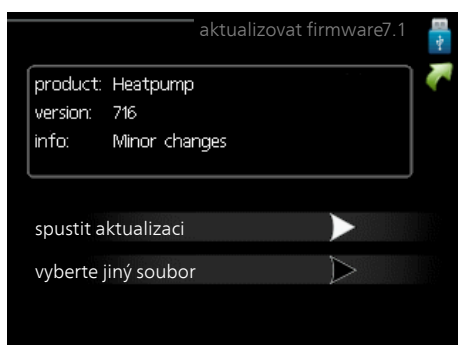 aktualizovat firmware7.1
product: Heatpump
version: 716
info: Minor changes
spustit aktualizaci
vyberte jiný soubor